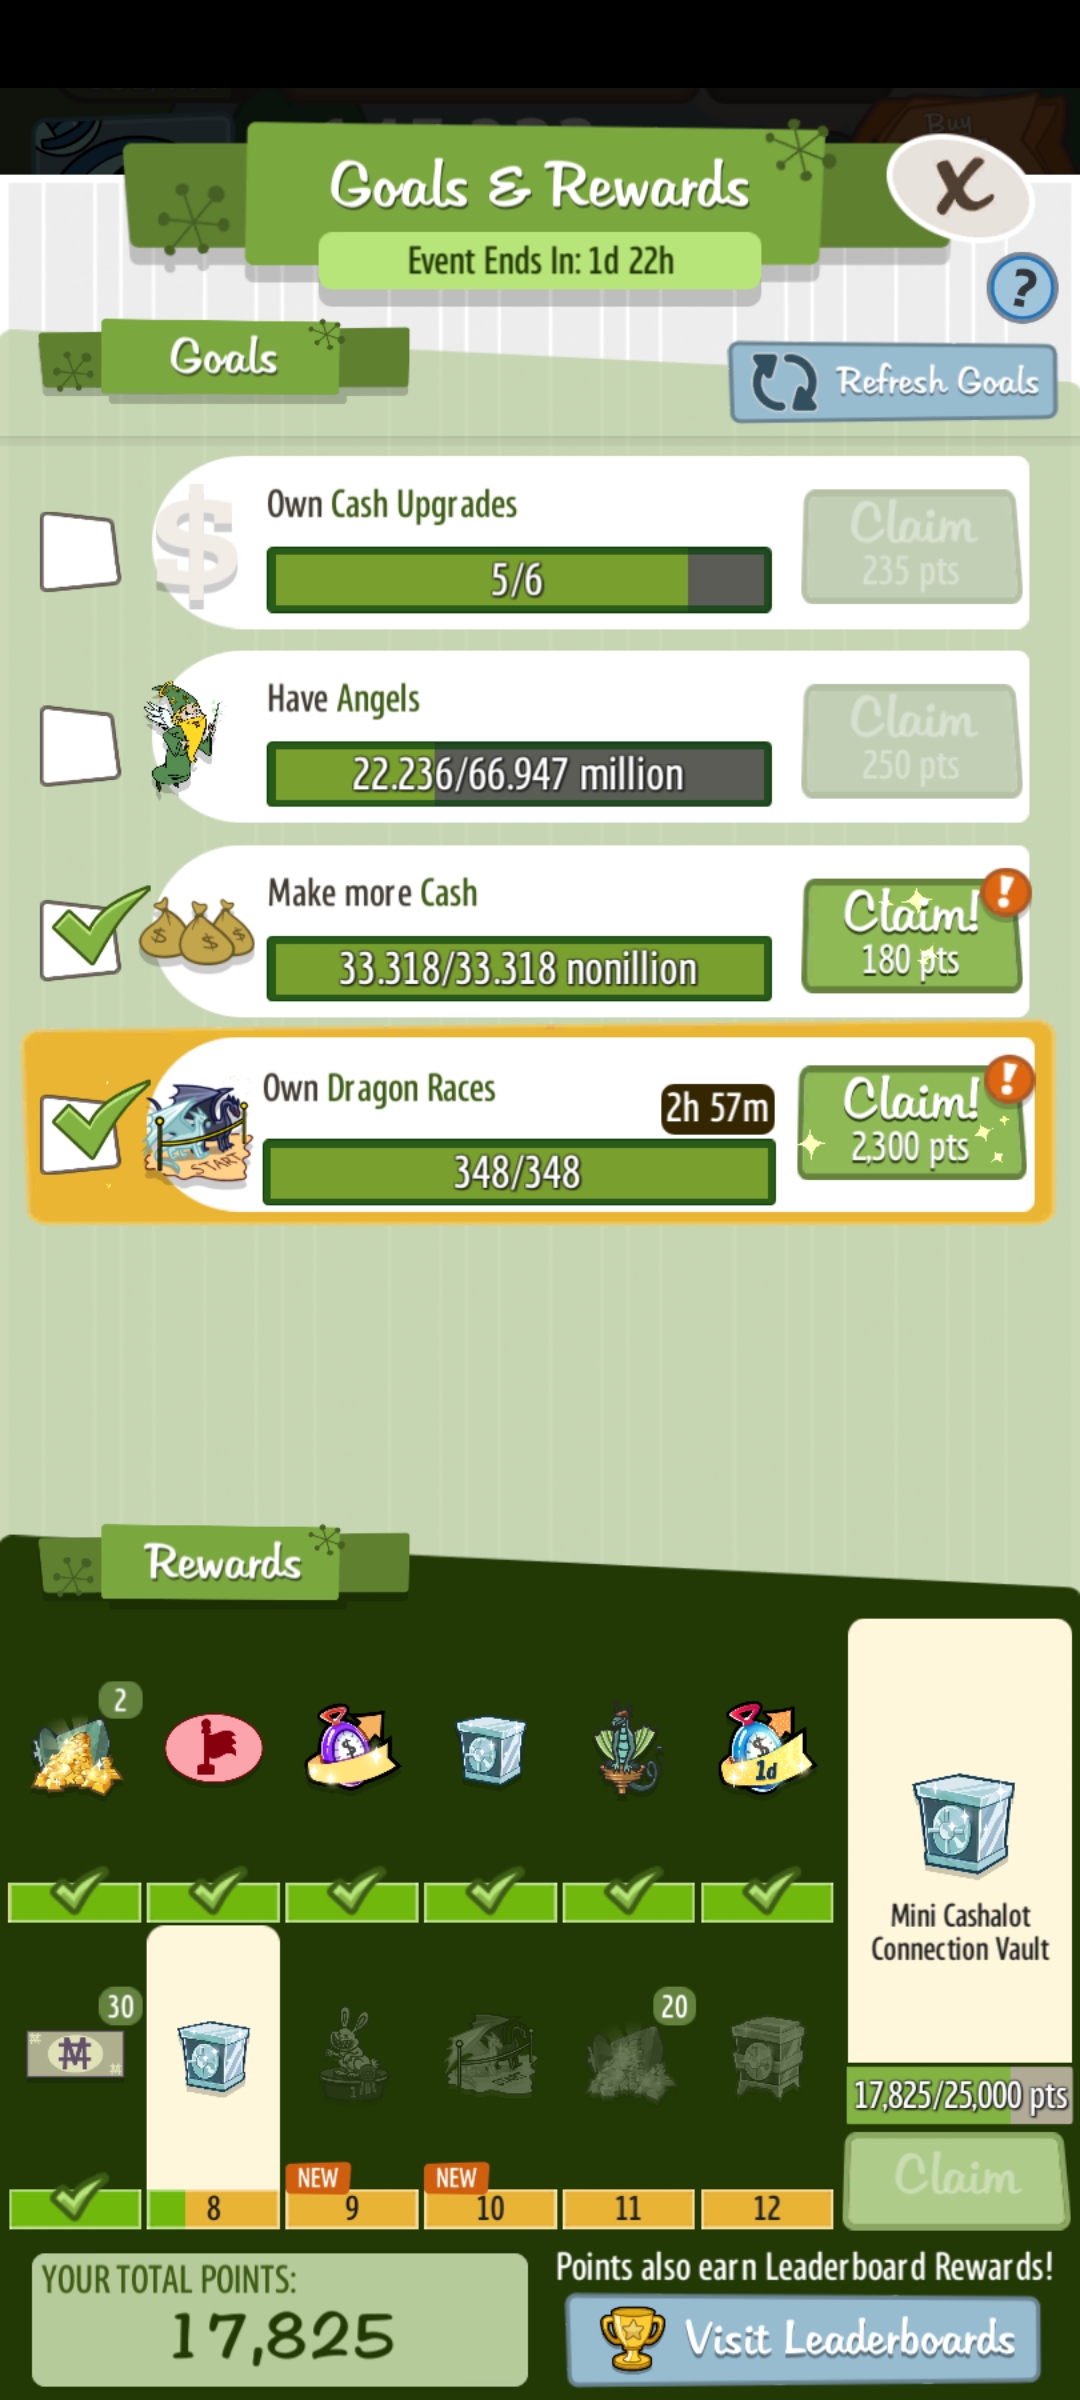 Buy
Goals & Rewards
X
Event Ends In: 1d 22h
?
Goals
Refresh Goals
Own Cash Upgrades
5/6
Claim
235 pts
Have Angels
22.236/66.947 million
Claim
250 pts
Make more Cash
33.318/33.318 nonillion
Claim!
180 pts
!
Own Dragon Races
2h 57m
348/348
Claim!
2,300 pts
!
START
Rewards
2
1d
Mini Cashalot
Connection Vault
30
20
17,825/25,000 pts
NEW
NEW
8
9
10
11
12
Claim
YOUR TOTAL POINTS:
17,825
Points also earn Leaderboard Rewards!
Visit Leaderboards